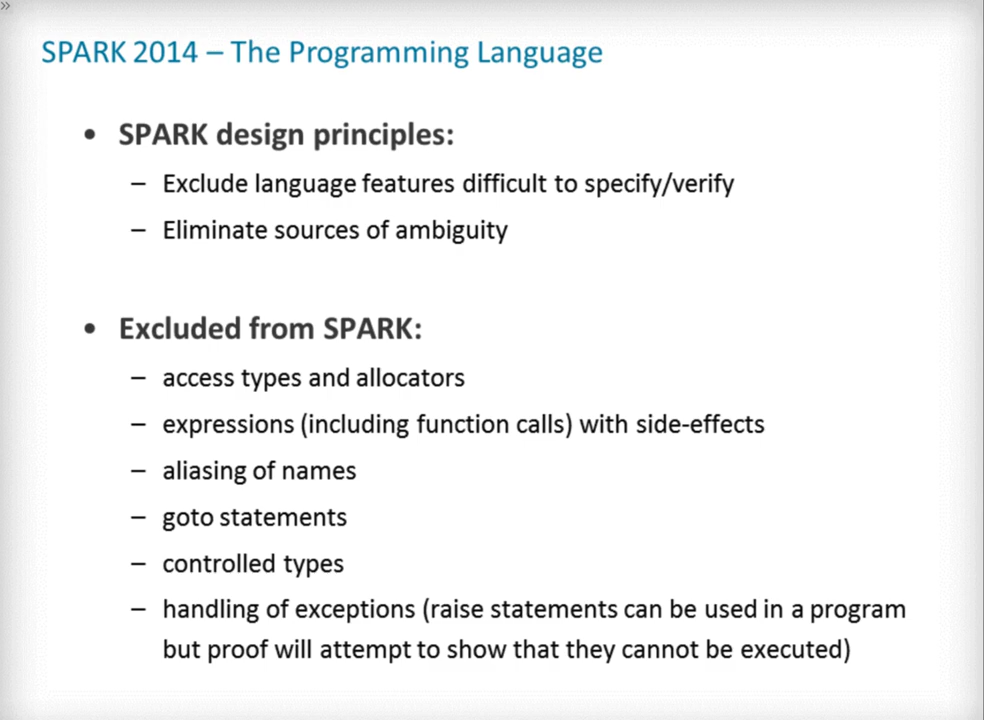 »
SPARK 2014 – The Programming Language
• SPARK design principles:
– Exclude language features difficult to specify/verify
– Eliminate sources of ambiguity
• Excluded from SPARK:
– access types and allocators
– expressions (including function calls) with side-effects
– aliasing of names
– goto statements
– controlled types
– handling of exceptions (raise statements can be used in a program
but proof will attempt to show that they cannot be executed)